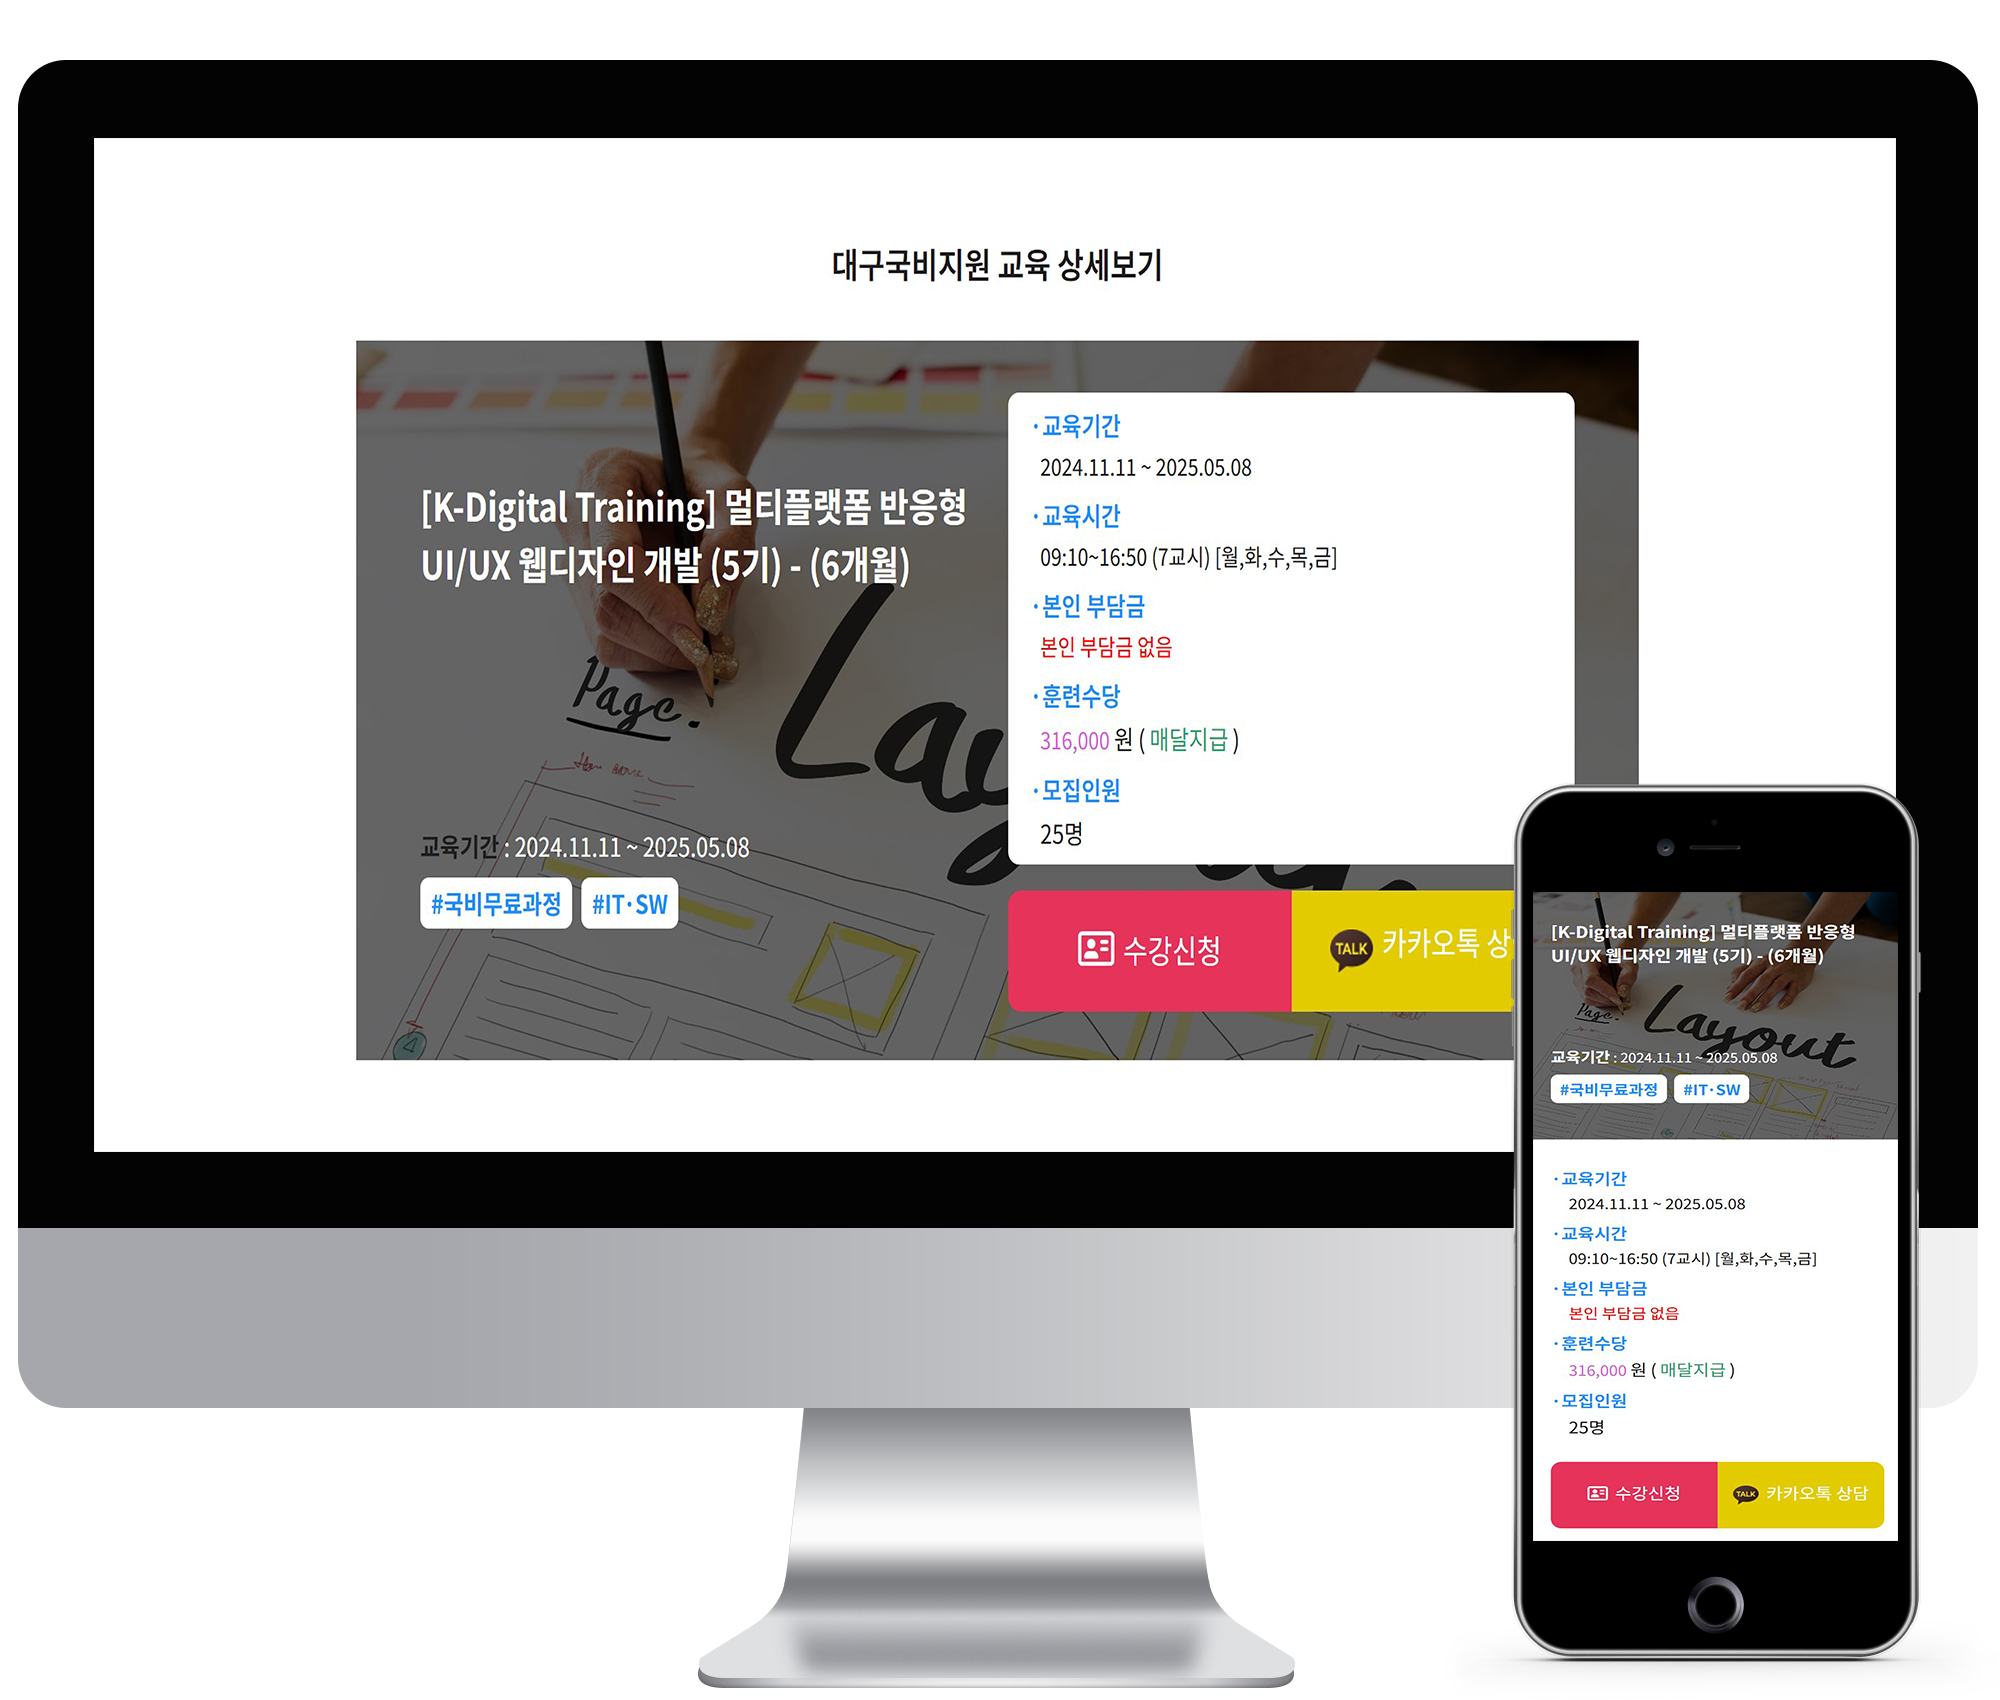 대구국비지원 교육 상세보기
[K-Digital Training] 멀티플랫폼 반응형
UI/UX 웹디자인 개발 (5기) - (6개월)
Page.
Layout
교육기간 : 2024.11.11 ~ 2025.05.08
#국비무료과정 #IT·SW
· 교육기간
2024.11.11 ~ 2025.05.08
· 교육시간
09:10~16:50 (7교시) [월,화,수,목,금]
· 본인 부담금
본인 부담금 없음
· 훈련수당
316,000 원 ( 매달지급 )
· 모집인원
25명
수강신청
TALK 카카오톡 상
[K-Digital Training] 멀티플랫폼 반응형
UI/UX 웹디자인 개발 (5기) - (6개월)
Page.
Layout
교육기간 : 2024.11.11 ~ 2025.05.08
#국비무료과정 #IT·SW
· 교육기간
2024.11.11 ~ 2025.05.08
· 교육시간
09:10~16:50 (7교시) [월,화,수,목,금]
· 본인 부담금
본인 부담금 없음
· 훈련수당
316,000 원 ( 매달지급 )
· 모집인원
25명
수강신청
TALK 카카오톡 상담